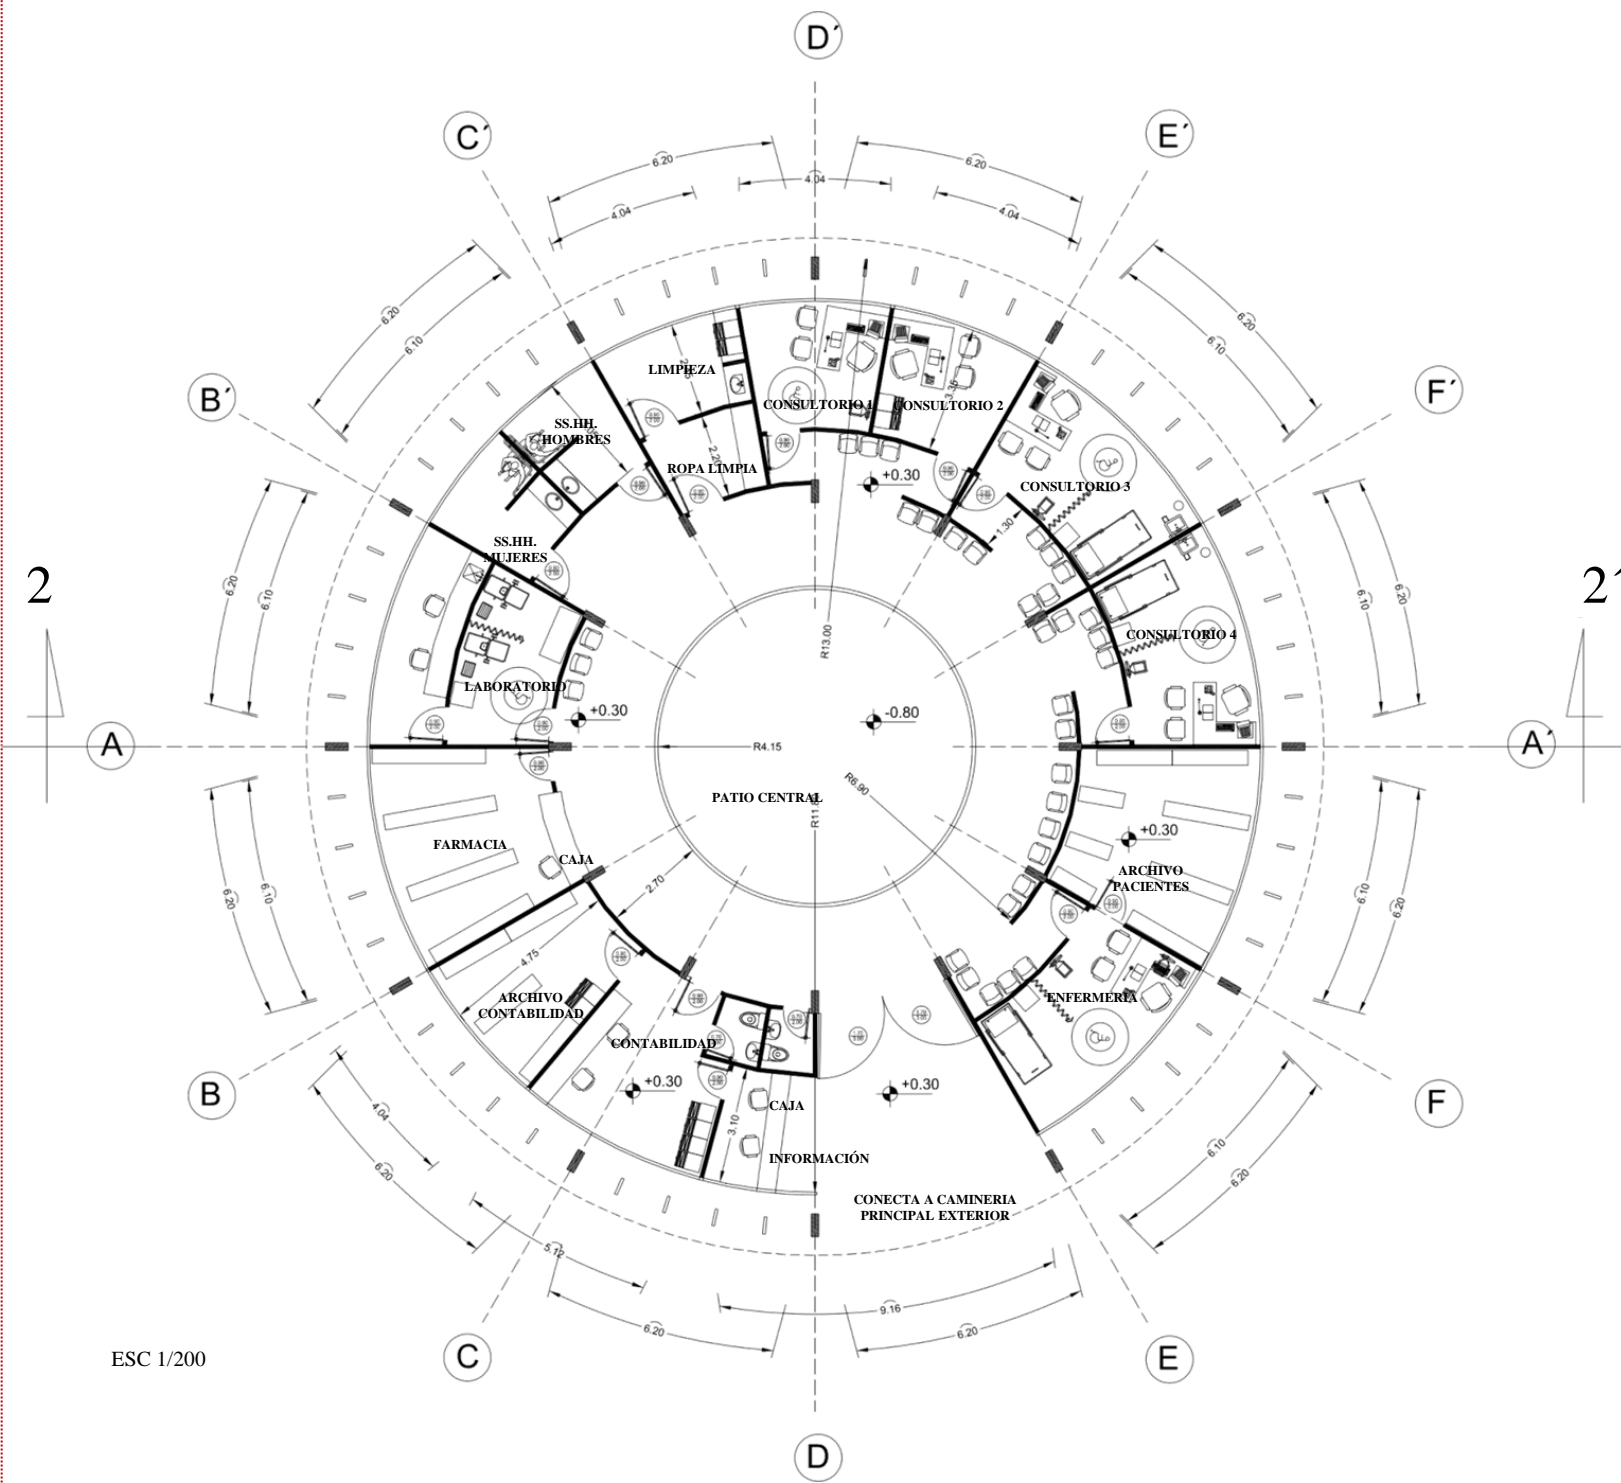 D´
C´
E´
6.20
6.20
4.04
4.04
4.04
6.20
6.10
6.20
6.10
B´
F´
LIMPIEZA
CONSULTORIO 1
CONSULTORIO 2
SS.HH.
HOMBRES
ROPA LIMPIA
2.20
+0.30
CONSULTORIO 3
1.30
SS.HH.
MUJERES
2
2´
6.20
6.10
6.10
6.20
R13.00
CONSULTORIO 4
LABORATORIO
+0.30
-0.80
A
R4.15
A´
R6.90
PATIO CENTRAL
FARMACIA
CAJA
+0.30
ARCHIVO
PACIENTES
2.70
6.20
6.10
6.10
6.20
4.75
ARCHIVO
CONTABILIDAD
ENFERMERIA
CONTABILIDAD
+0.30
+0.30
B
F
CAJA
3.10
INFORMACIÓN
4.04
6.20
6.10
6.20
CONECTA A CAMINERIA
PRINCIPAL EXTERIOR
5.12
9.16
6.20
6.20
ESC 1/200
C
E
D